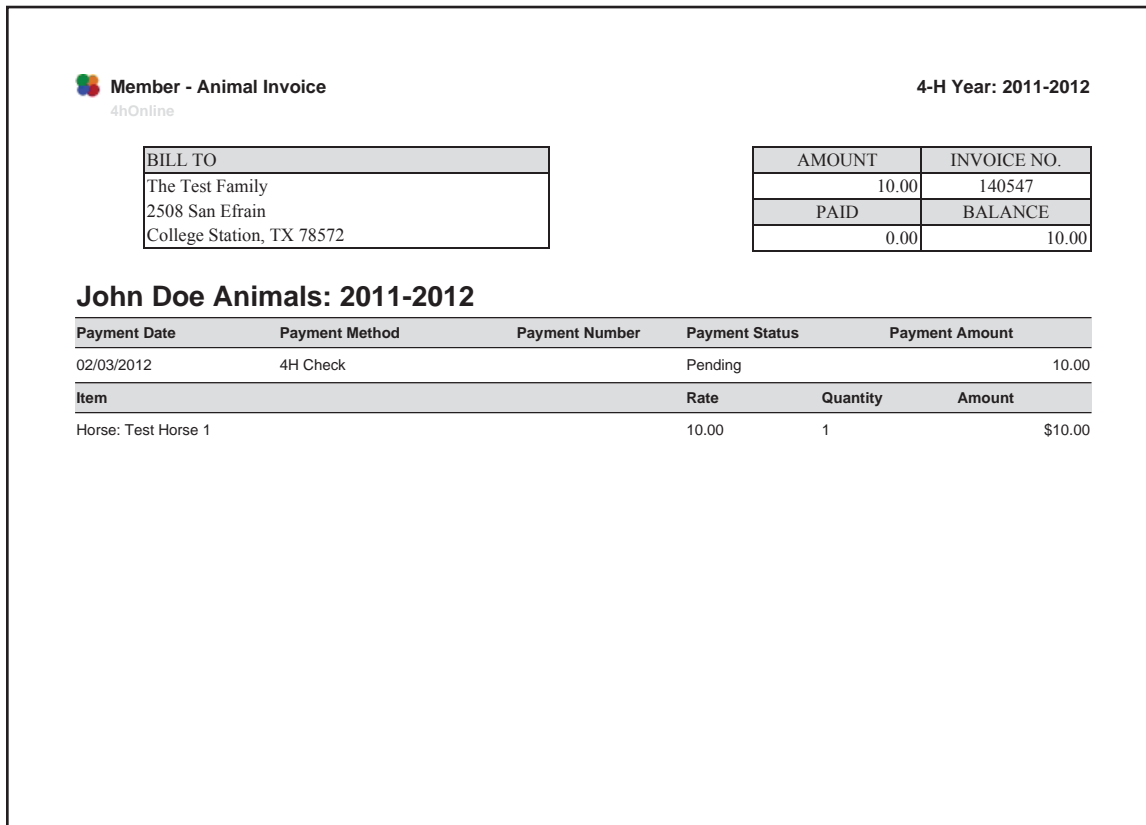 Member - Animal Invoice 4-H Year: 2011-2012
4hOnline
BILL TO
The Test Family
2508 San Efrain
College Station, TX 78572
AMOUNT INVOICE NO.
10.00 140547
PAID BALANCE
0.00 10.00
John Doe Animals: 2011-2012
Payment Date Payment Method Payment Number Payment Status Payment Amount
02/03/2012 4H Check Pending 10.00
Item Rate Quantity Amount
Horse: Test Horse 1 10.00 1 $10.00